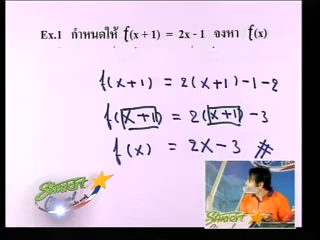 Ex.1 กำหนดให้ f(x + 1) = 2x - 1 จงหา f(x)
f(x+1) = 2(x+1)-1-2
f(x+1) = 2(x+1)-3
f(x) = 2x-3 #
Student